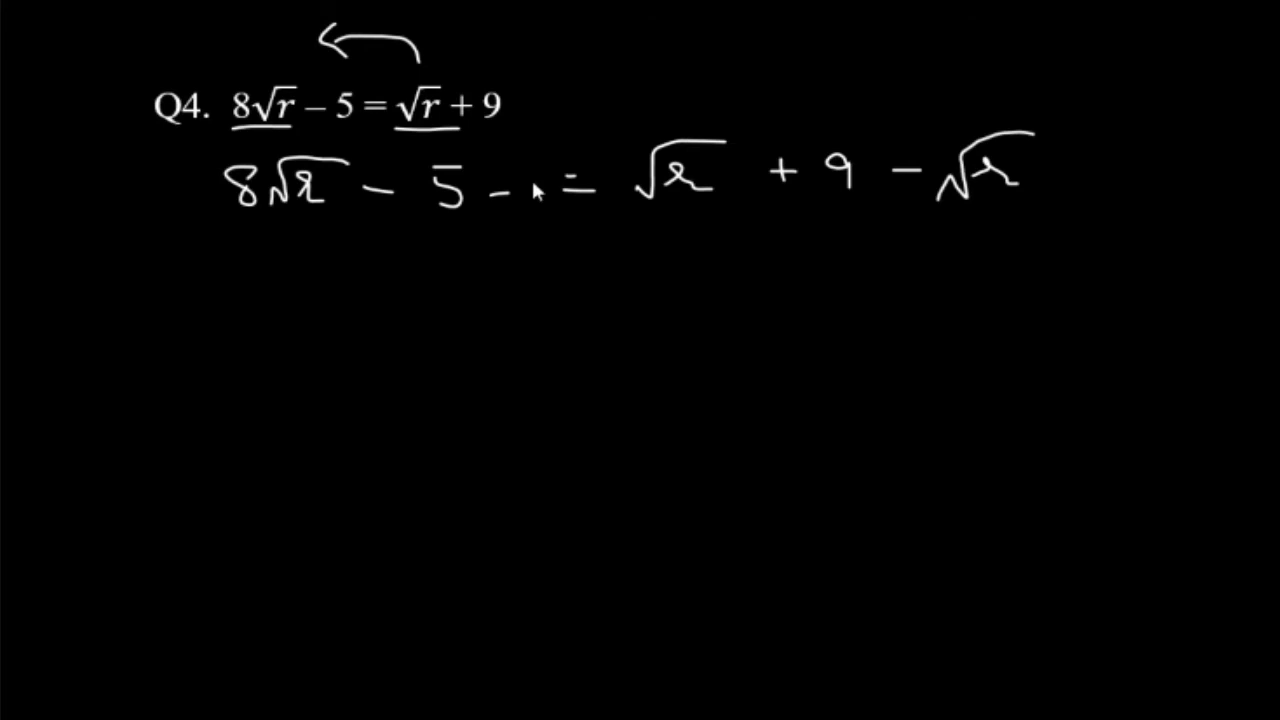 Q4. 8√r – 5 = √r + 9
8√r – 5 – = √r + 9 – √r